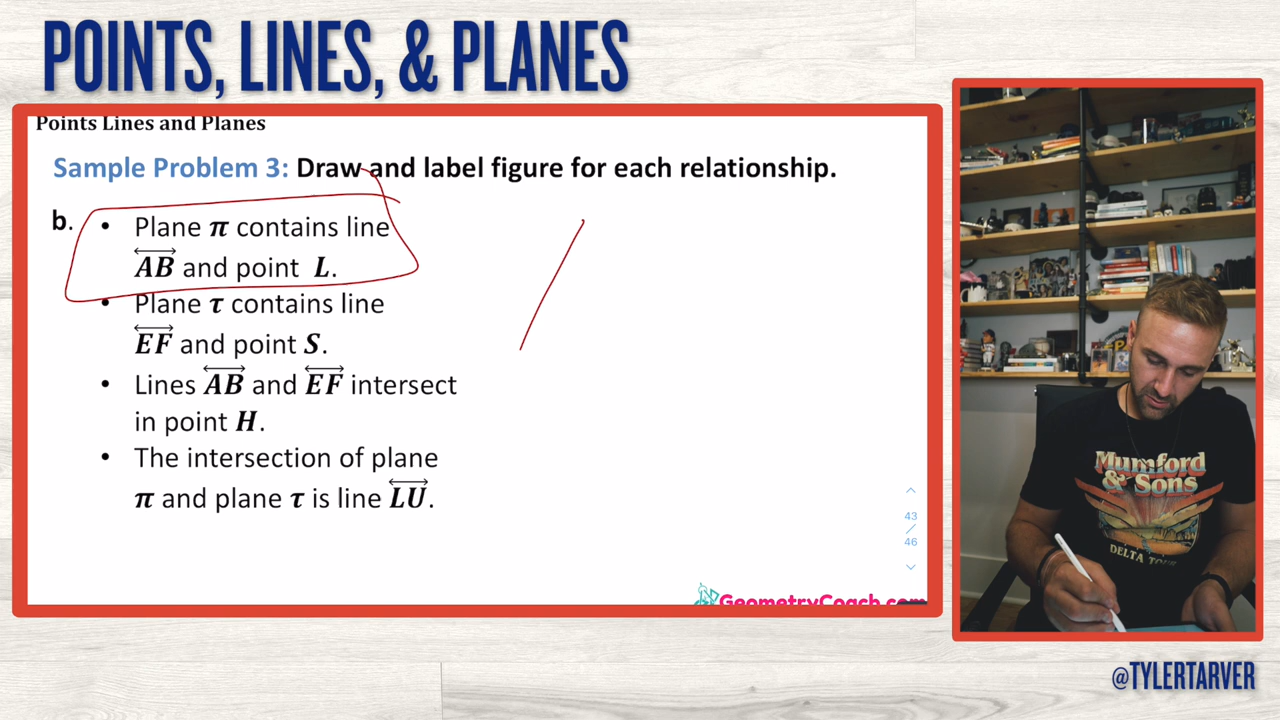 POINTS, LINES, & PLANES
Points Lines and Planes
Sample Problem 3: Draw and label figure for each relationship.
b. • Plane π contains line
AB and point L.
• Plane τ contains line
EF and point S.
• Lines AB and EF intersect
in point H.
• The intersection of plane
π and plane τ is line LU.
43
/
46
GeometryCoach.com
Mumford
& Sons
DELTA TOUR
@TYLERTARVER